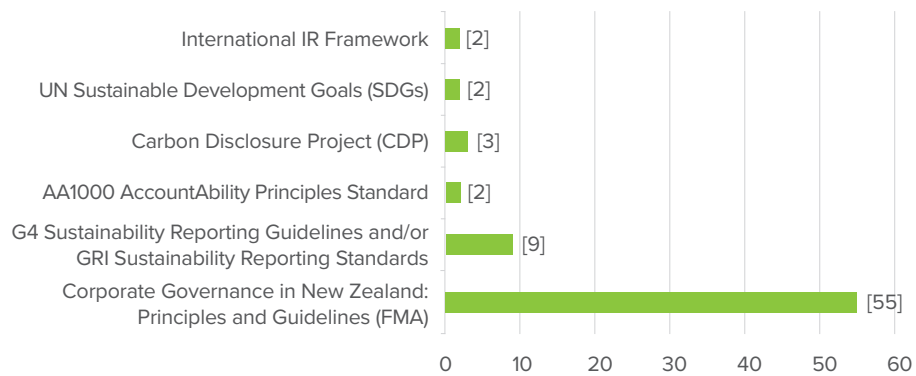 International IR Framework [2]
UN Sustainable Development Goals (SDGs) [2]
Carbon Disclosure Project (CDP) [3]
AA1000 AccountAbility Principles Standard [2]
G4 Sustainability Reporting Guidelines and/or
GRI Sustainability Reporting Standards [9]
Corporate Governance in New Zealand:
Principles and Guidelines (FMA) [55]
0 10 20 30 40 50 60